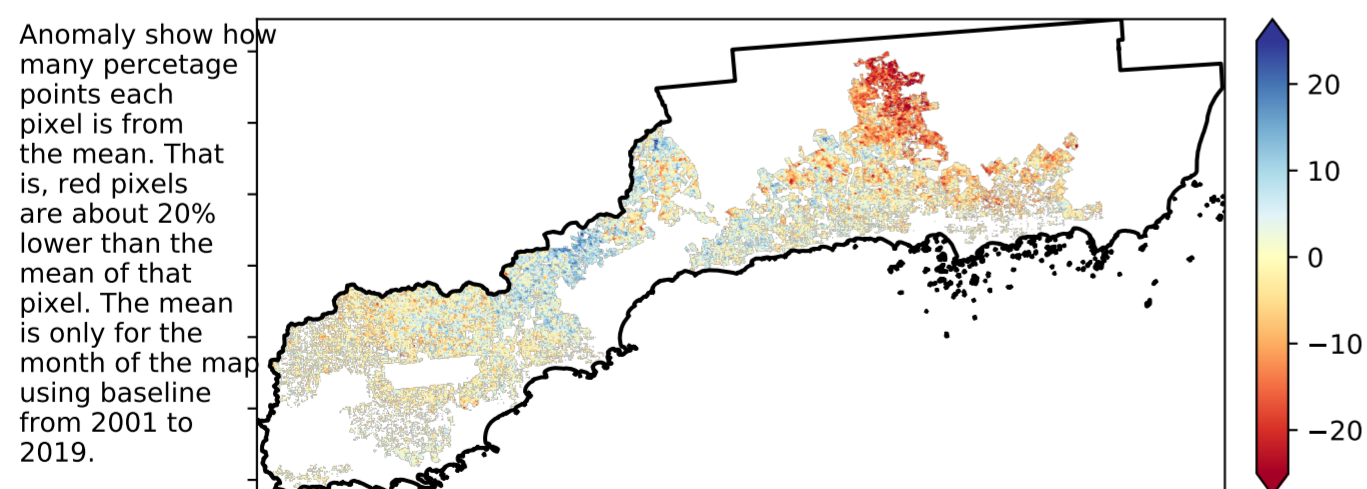 Anomaly show how
many percetage
points each
pixel is from
the mean. That
is, red pixels
are about 20%
lower than the
mean of that
pixel. The mean
is only for the
month of the map
using baseline
from 2001 to
2019.
20
10
0
−10
−20